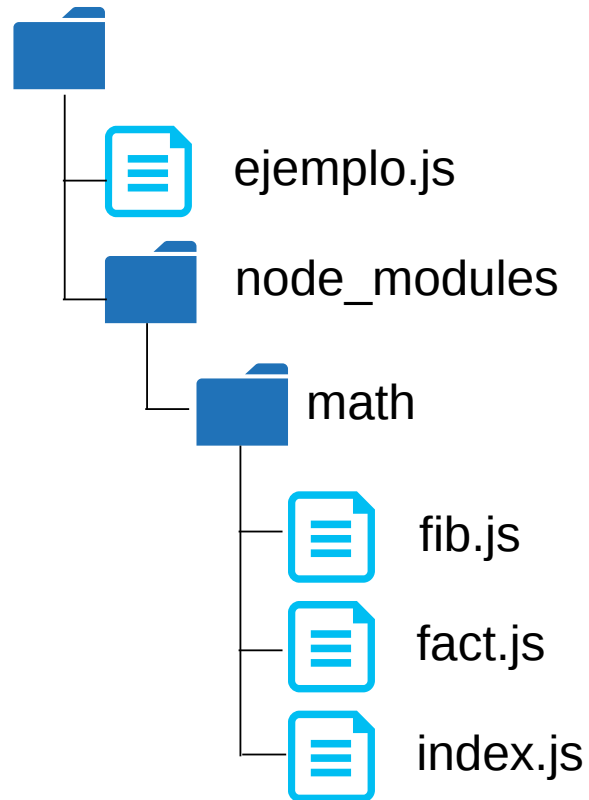 ejemplo.js
node_modules
math
fib.js
fact.js
index.js